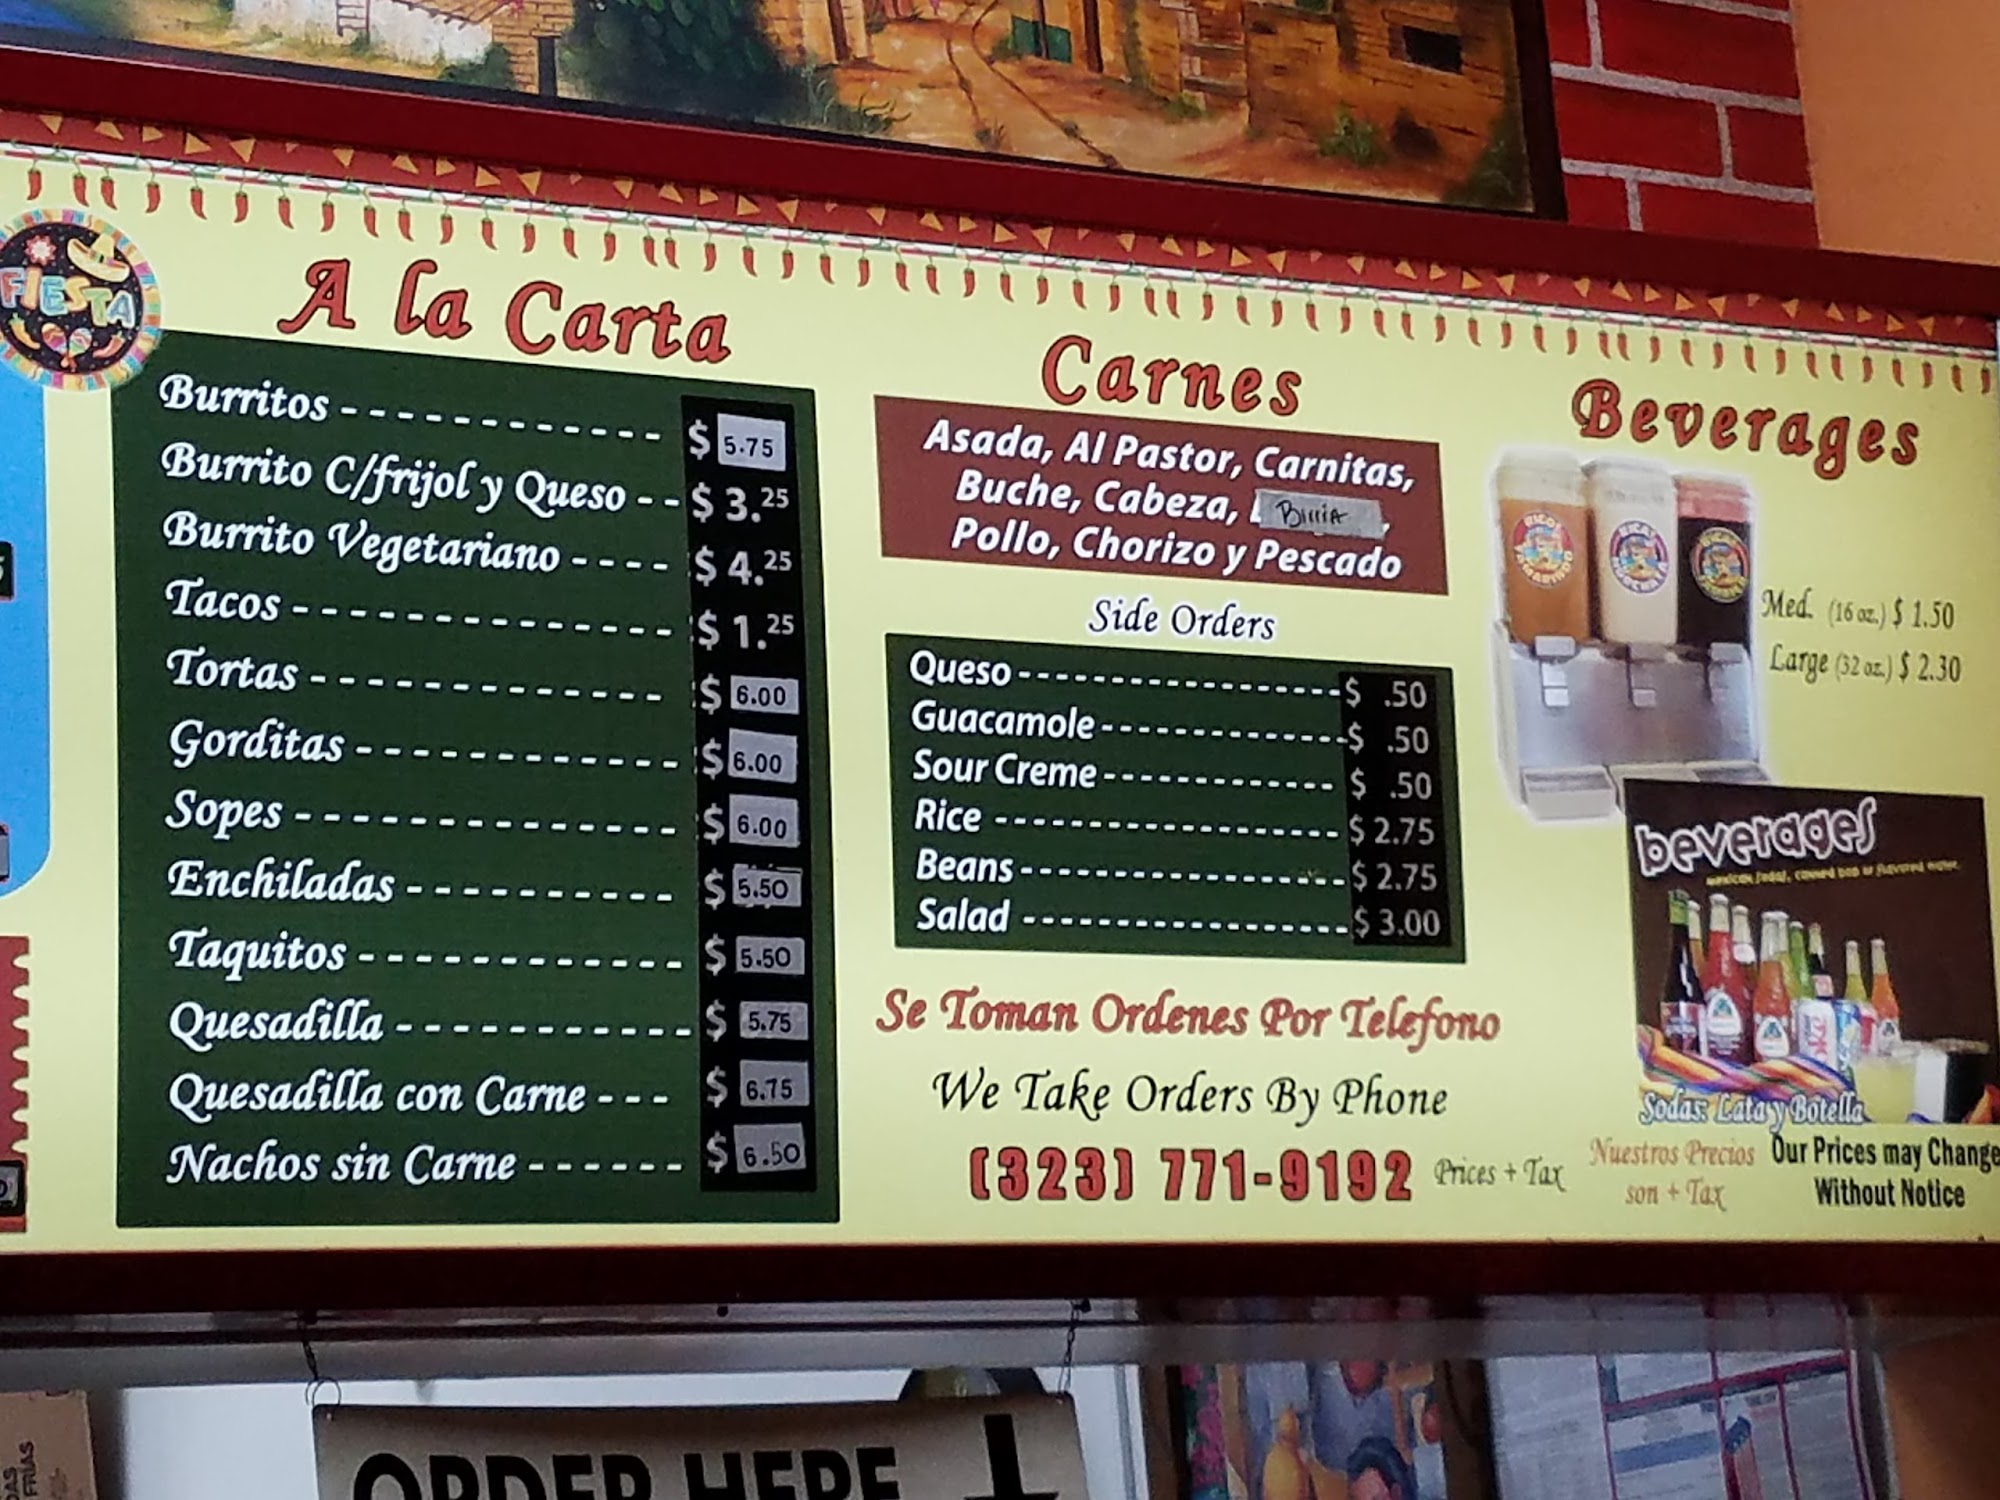 FIESTA
A la Carta
Burritos ----------- $ 5.75
Burrito C/frijol y Queso -- $ 3.25
Burrito Vegetariano ---- $ 4.25
Tacos -------------- $ 1.25
Tortas ------------ $ 6.00
Gorditas ----------- $ 6.00
Sopes ------------- $ 6.00
Enchiladas --------- $ 5.50
Taquitos ----------- $ 5.50
Quesadilla ---------- $ 5.75
Quesadilla con Carne --- $ 6.75
Nachos sin Carne ------ $ 6.50
Carnes
Asada, Al Pastor, Carnitas,
Buche, Cabeza, Birria,
Pollo, Chorizo y Pescado
Side Orders
Queso------------------$ .50
Guacamole--------------$ .50
Sour Creme------------- $ .50
Rice ------------------- $ 2.75
Beans------------------$ 2.75
Salad ------------------$ 3.00
Se Toman Ordenes Por Telefono
We Take Orders By Phone
(323) 771-9192
Prices + Tax
Beverages
Med. (16 oz.) $ 1.50
Large (32 oz.) $ 2.30
beverages
Sodas: Lata y Botella
Nuestros Precios
son + Tax
Our Prices may Change
Without Notice
ORDER HERE